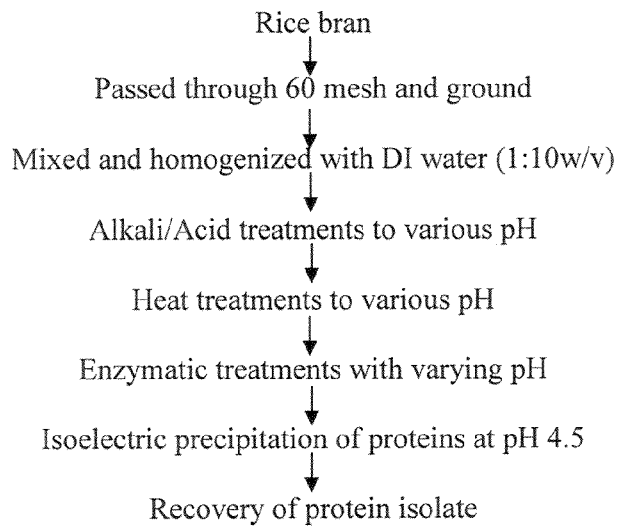 Rice bran
Passed through 60 mesh and ground
Mixed and homogenized with DI water (1:10w/v)
Alkali/Acid treatments to various pH
Heat treatments to various pH
Enzymatic treatments with varying pH
Isoelectric precipitation of proteins at pH 4.5
Recovery of protein isolate